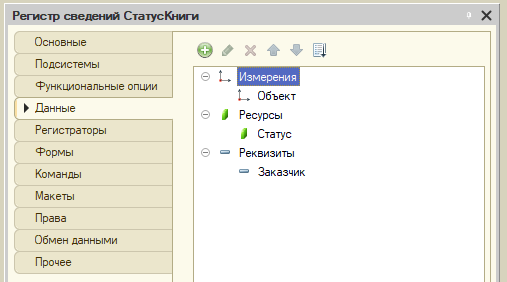 Регистр сведений СтатусКниги
Основные
Подсистемы
Функциональные опции
Данные
Регистраторы
Формы
Команды
Макеты
Права
Обмен данными
Прочее
Измерения
Объект
Ресурсы
Статус
Реквизиты
Заказчик